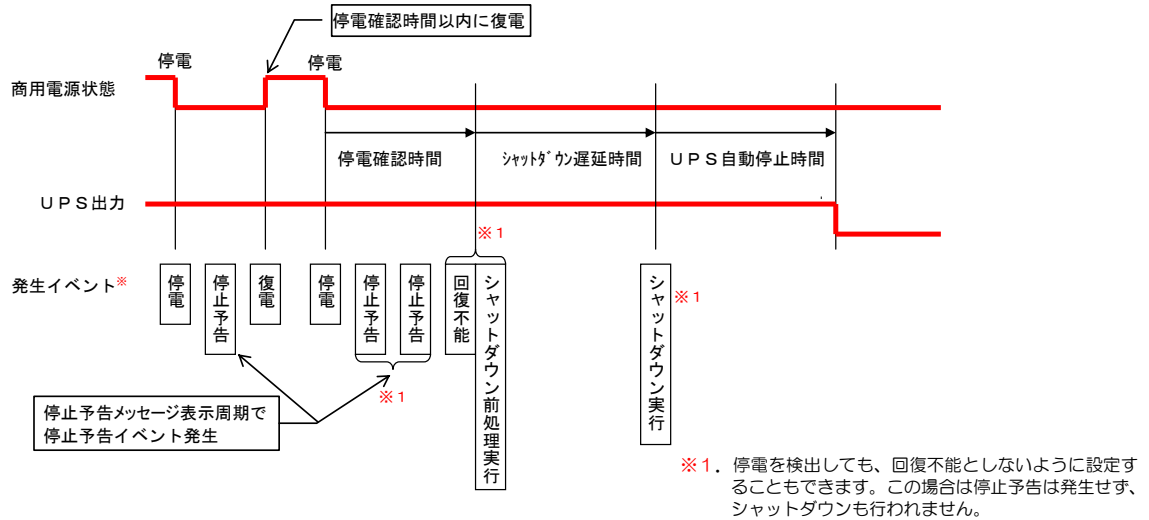 停電確認時間以内に復電
停電
停電
商用電源状態
停電確認時間
ｼｬｯﾄﾀﾞｳﾝ遅延時間
ＵＰＳ自動停止時間
ＵＰＳ出力
※１
発生イベント※
停電
停止予告
復電
停電
停止予告
停止予告
回復不能
シャットダウン前処理実行
シャットダウン実行
※１
※１
停止予告メッセージ表示周期で
停止予告イベント発生
※１．停電を検出しても、回復不能としないように設定す
ることもできます。この場合は停止予告は発生せず、
シャットダウンも行われません。